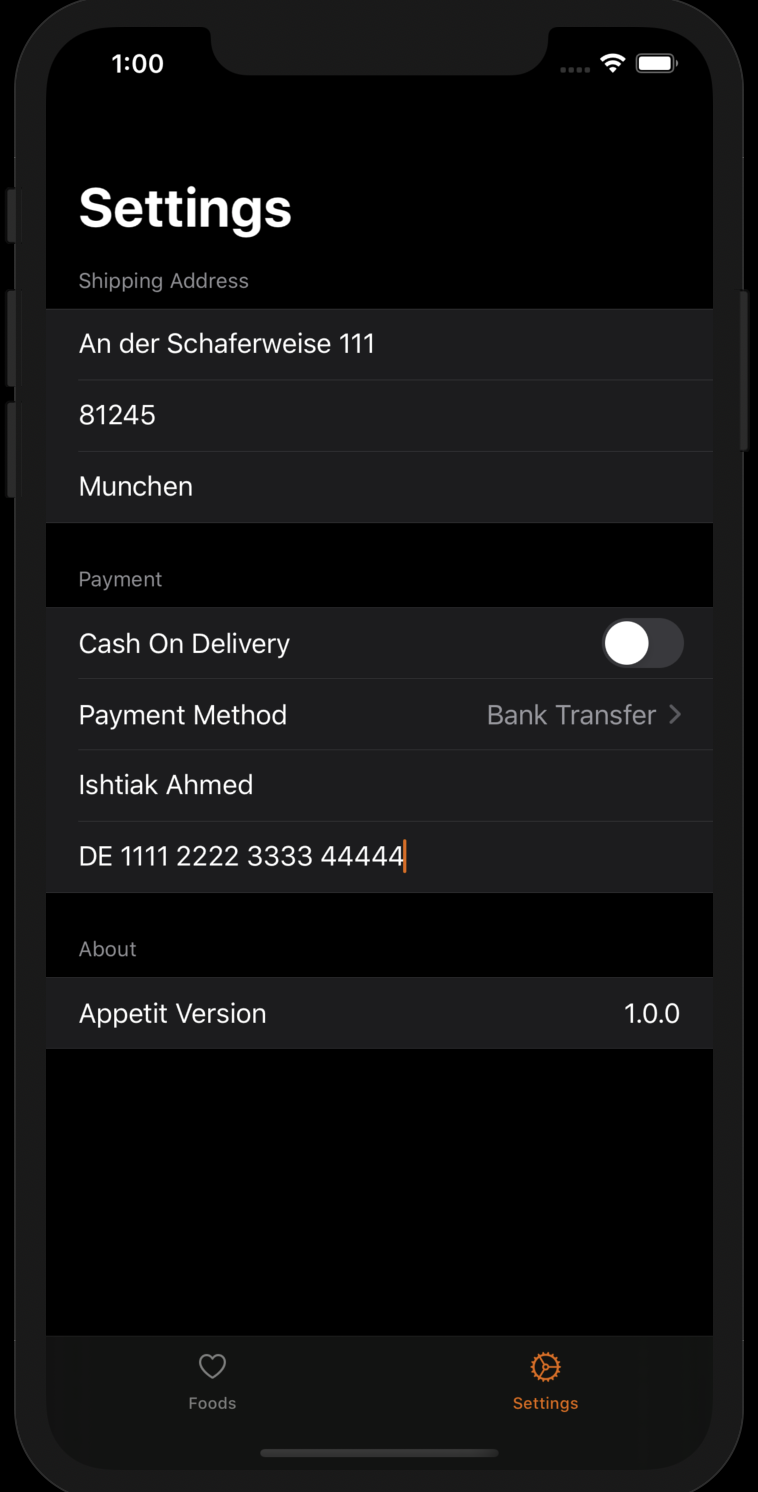 1:00
Settings
Shipping Address
An der Schaferweise 111
81245
Munchen
Payment
Cash On Delivery
Payment Method Bank Transfer
Ishtiak Ahmed
DE 1111 2222 3333 44444
About
Appetit Version 1.0.0
Foods Settings